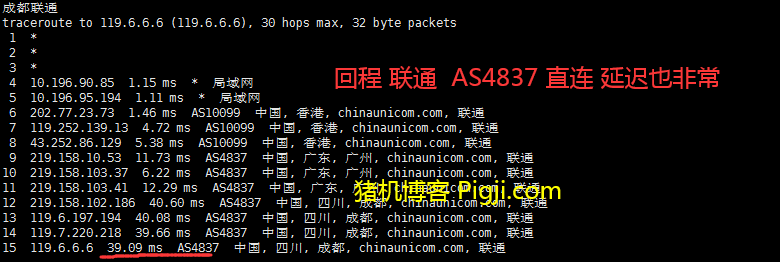 成都联通
traceroute to 119.6.6.6 (119.6.6.6), 30 hops max, 32 byte packets
1 *
2 *
3 *
4 10.196.90.85 1.15 ms * 局域网
5 10.196.95.194 1.11 ms * 局域网
回程 联通 AS4837 直连 延迟也非常
6 202.77.23.73 1.46 ms AS10099 中国, 香港, chinaunicom.com, 联通
7 119.252.139.13 4.72 ms AS10099 中国, 香港, chinaunicom.com, 联通
8 43.252.86.129 5.38 ms AS10099 中国, 香港, chinaunicom.com, 联通
9 219.158.10.53 11.73 ms AS4837 中国, 广东, 广州, chinaunicom.com, 联通
10 219.158.103.37 6.22 ms AS4837 中国, 广东, 广州, chinaunicom.com, 联通
11 219.158.103.41 12.29 ms AS4837 中国, 广东, 广州, chinaunicom.com, 联通
猪机博客:Pigji.com
12 219.158.102.186 40.60 ms AS4837 中国, 四川, 成都, chinaunicom.com, 联通
13 119.6.197.194 40.08 ms AS4837 中国, 四川, 成都, chinaunicom.com, 联通
14 119.7.220.218 39.66 ms AS4837 中国, 四川, 成都, chinaunicom.com, 联通
15 119.6.6.6 39.09 ms AS4837 中国, 四川, 成都, chinaunicom.com, 联通